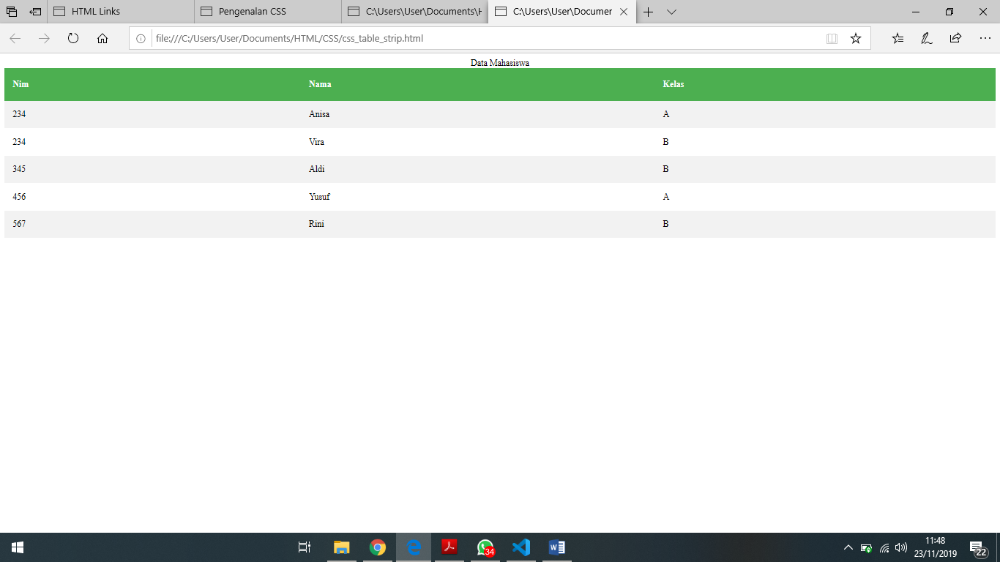 HTML Links
Pengenalan CSS
C:\Users\User\Documents\H
C:\Users\User\Documer
file:///C:/Users/User/Documents/HTML/CSS/css_table_strip.html
Data Mahasiswa
Nim Nama Kelas
234 Anisa A
234 Vira B
345 Aldi B
456 Yusuf A
567 Rini B
34
11:48
23/11/2019
22